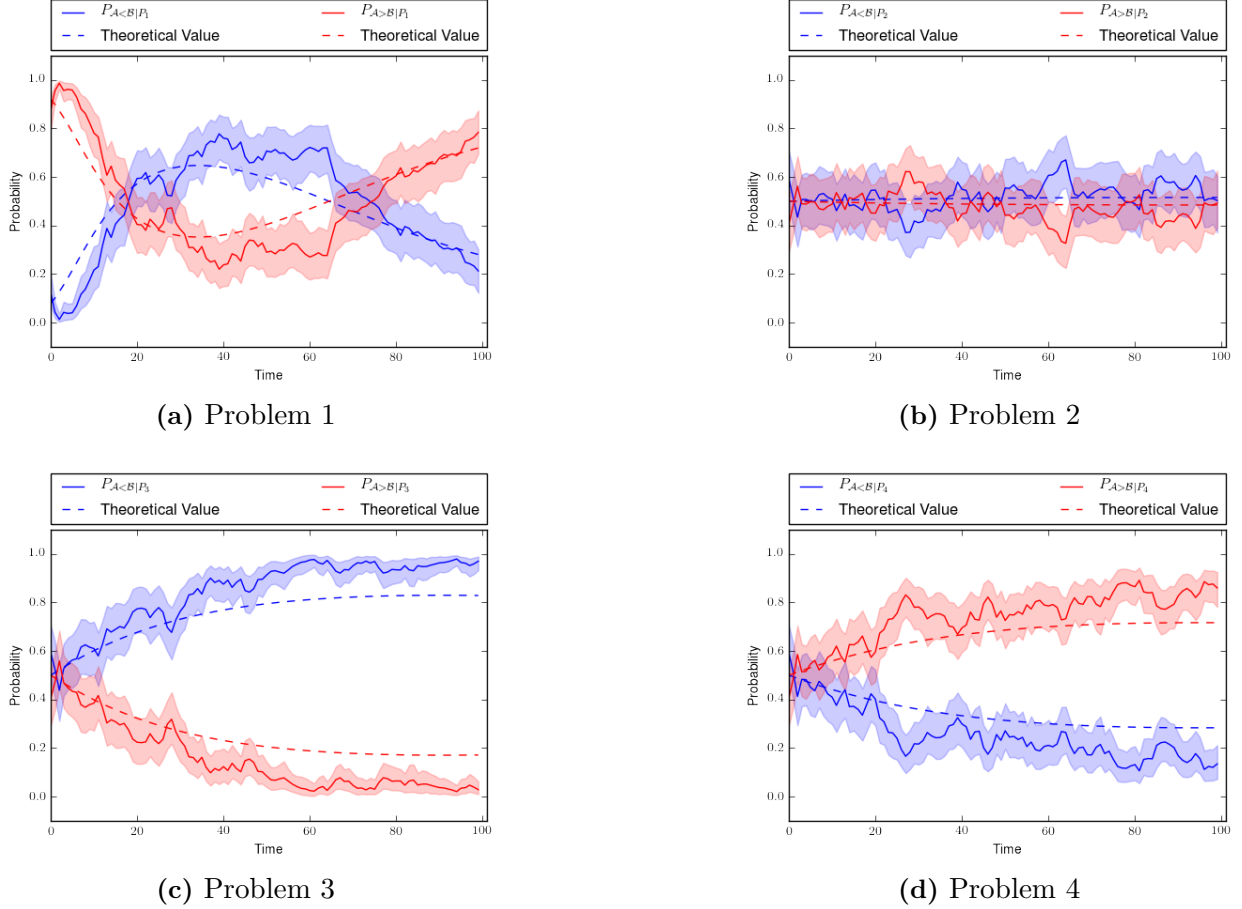 P_{A<B|P_1} P_{A>B|P_1}
Theoretical Value Theoretical Value
1.0
0.8
0.6
0.4
0.2
0.0
Probability
0 20 40 60 80 100
Time
(a) Problem 1
P_{A<B|P_2} P_{A>B|P_2}
Theoretical Value Theoretical Value
1.0
0.8
0.6
0.4
0.2
0.0
Probability
0 20 40 60 80 100
Time
(b) Problem 2
P_{A<B|P_3} P_{A>B|P_3}
Theoretical Value Theoretical Value
1.0
0.8
0.6
0.4
0.2
0.0
Probability
0 20 40 60 80 100
Time
(c) Problem 3
P_{A<B|P_4} P_{A>B|P_4}
Theoretical Value Theoretical Value
1.0
0.8
0.6
0.4
0.2
0.0
Probability
0 20 40 60 80 100
Time
(d) Problem 4